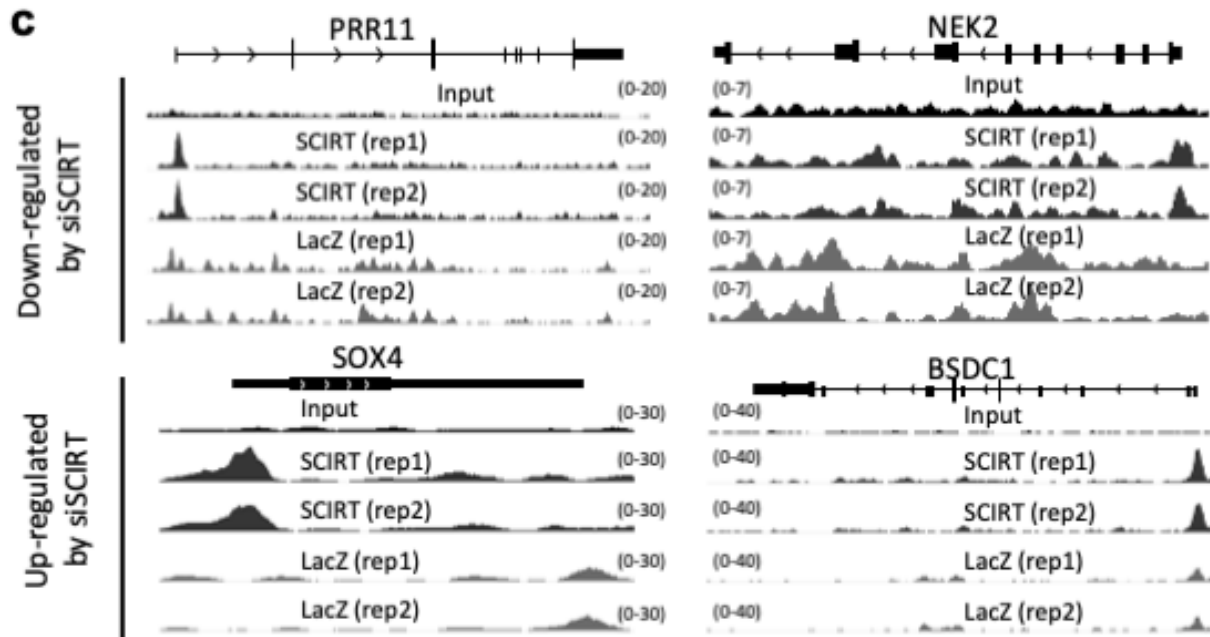 c
PRR11
NEK2
Down-regulated
by siSCIRT
Input
(0-20)
SCIRT (rep1)
(0-20)
SCIRT (rep2)
(0-20)
LacZ (rep1)
(0-20)
LacZ (rep2)
(0-20)
(0-7)
Input
(0-7)
SCIRT (rep1)
(0-7)
SCIRT (rep2)
(0-7)
LacZ (rep1)
(0-7)
LacZ (rep2)
Up-regulated
by siSCIRT
SOX4
BSDC1
Input
(0-30)
SCIRT (rep1)
(0-30)
SCIRT (rep2)
(0-30)
LacZ (rep1)
(0-30)
LacZ (rep2)
(0-30)
(0-40)
Input
(0-40)
SCIRT (rep1)
(0-40)
SCIRT (rep2)
(0-40)
LacZ (rep1)
(0-40)
LacZ (rep2)